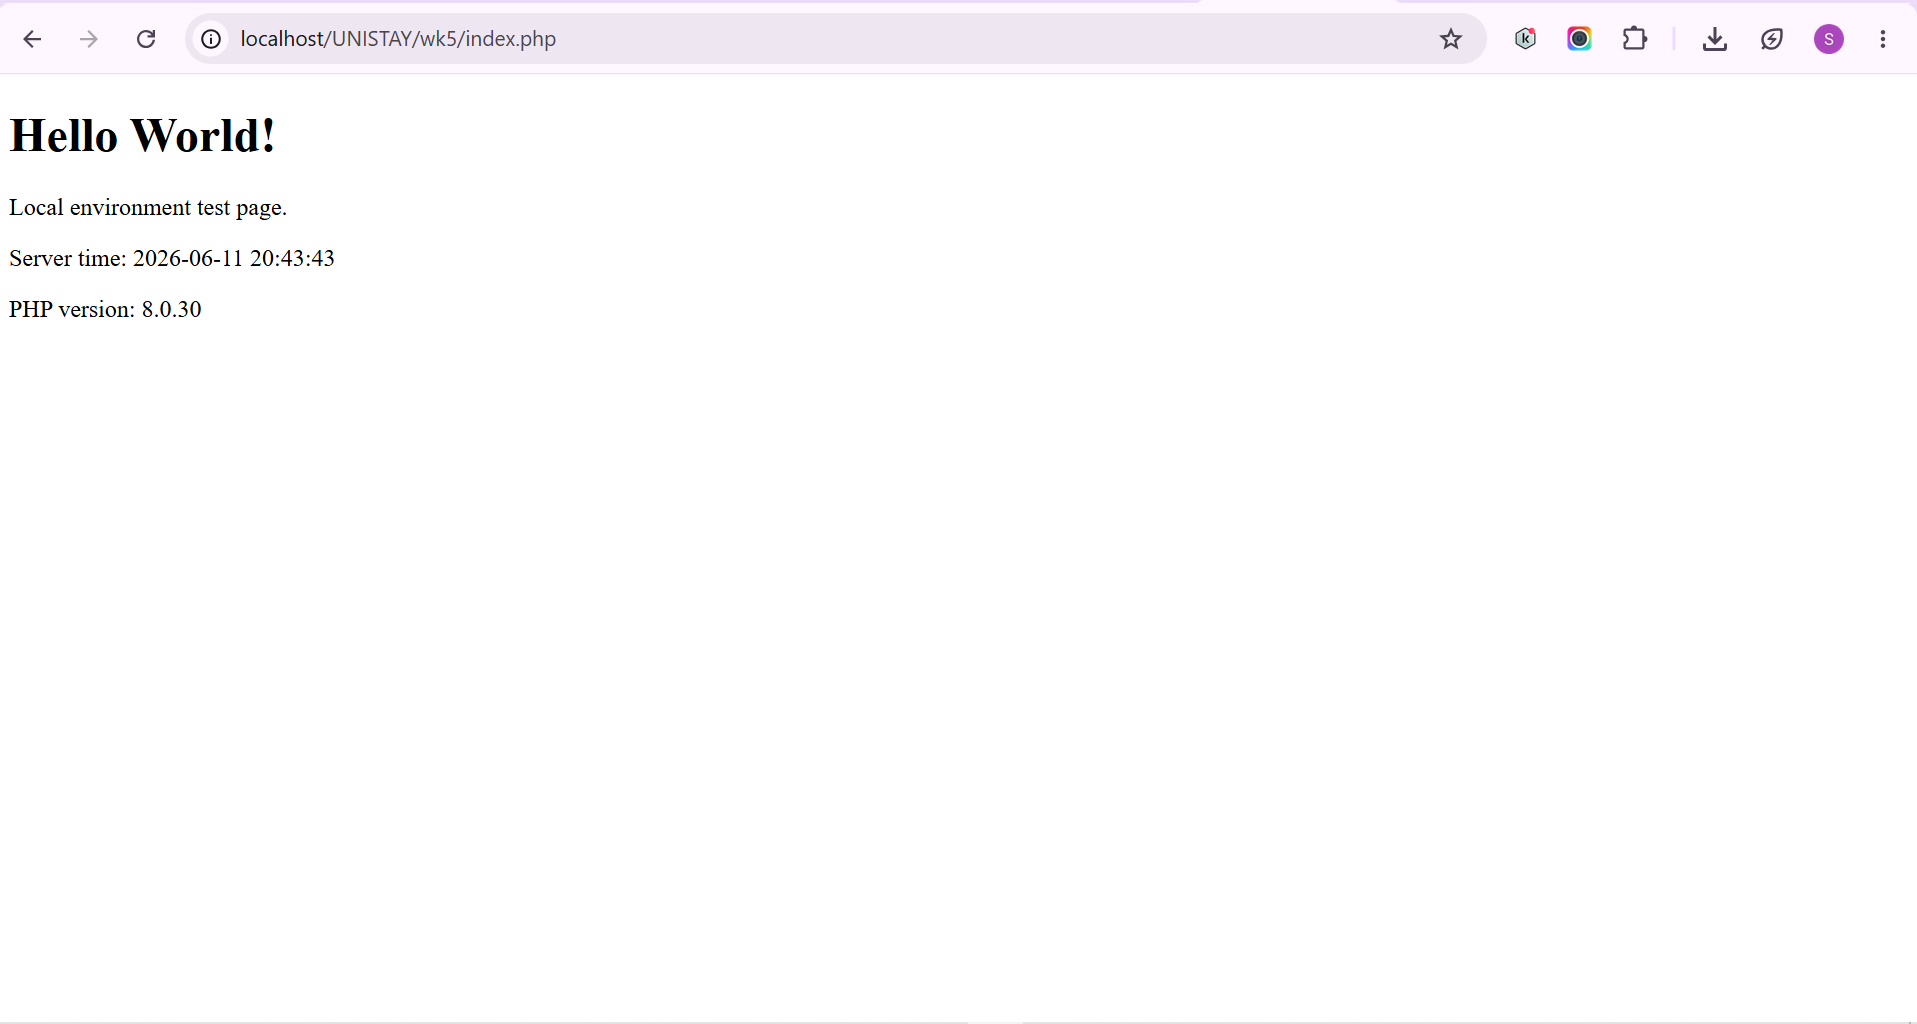 localhost/UNISTAY/wk5/index.php
S
Hello World!
Local environment test page.
Server time: 2026-06-11 20:43:43
PHP version: 8.0.30